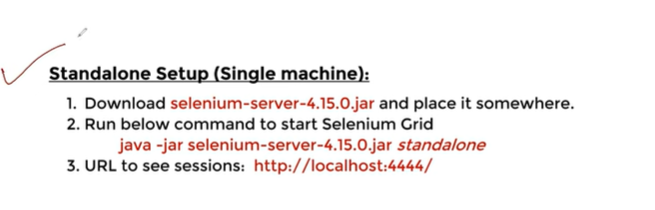 Standalone Setup (Single machine):
1. Download selenium-server-4.15.0.jar and place it somewhere.
2. Run below command to start Selenium Grid
java -jar selenium-server-4.15.0.jar standalone
3. URL to see sessions: http://localhost:4444/